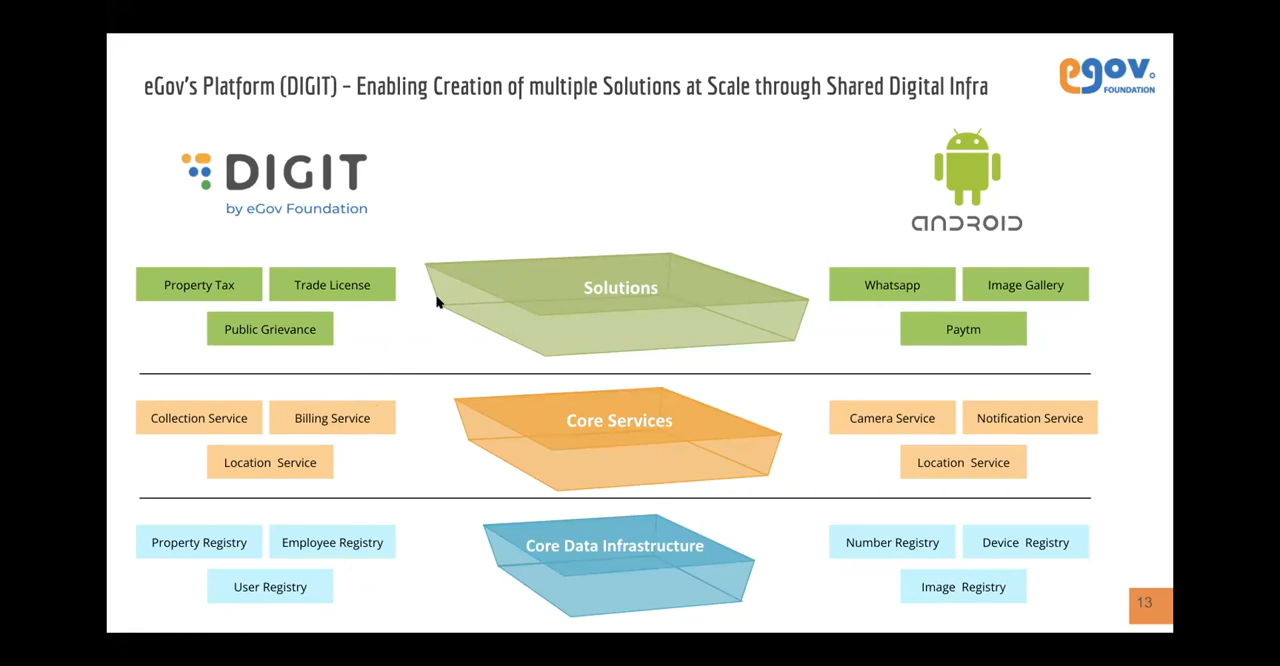 eGov's Platform (DIGIT) - Enabling Creation of multiple Solutions at Scale through Shared Digital Infra
egov.
FOUNDATION
DIGIT
by eGov Foundation
ANDROID
Property Tax
Trade License
Public Grievance
Solutions
Whatsapp
Image Gallery
Paytm
Collection Service
Billing Service
Location Service
Core Services
Camera Service
Notification Service
Location Service
Property Registry
Employee Registry
User Registry
Core Data Infrastructure
Number Registry
Device Registry
Image Registry
13